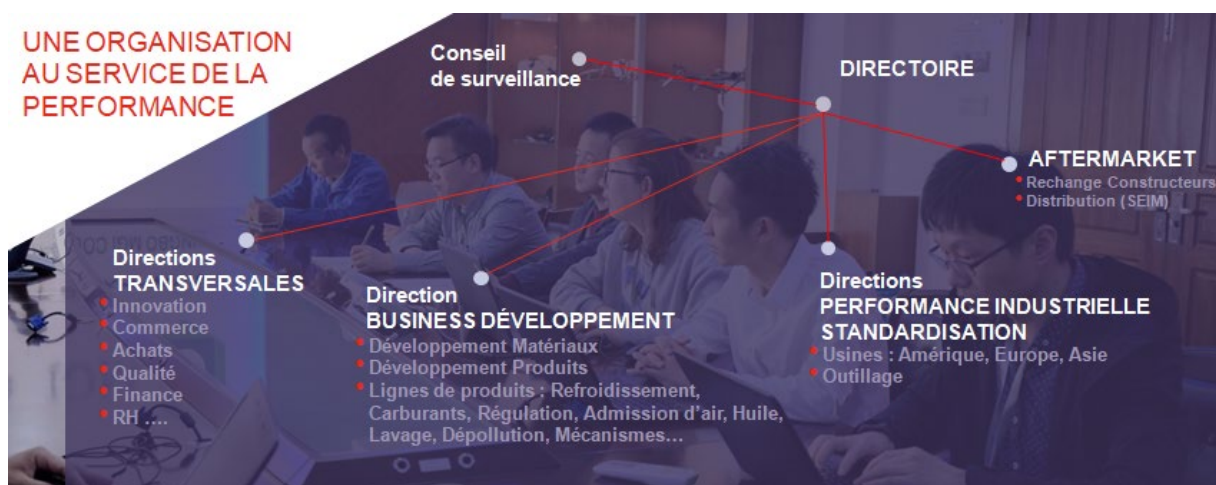 UNE ORGANISATION
AU SERVICE DE LA
PERFORMANCE
Conseil
de surveillance
DIRECTOIRE
AFTERMARKET
Rechange Constructeurs
Distribution (SEIM)
Directions
TRANSVERSALES
Innovation
Commerce
Achats
Qualité
Finance
RH ....
Direction
BUSINESS DÉVELOPPEMENT
Développement Matériaux
Développement Produits
Lignes de produits : Refroidissement,
Carburants, Régulation, Admission d'air, Huile,
Lavage, Dépollution, Mécanismes…
Directions
PERFORMANCE INDUSTRIELLE
STANDARDISATION
Usines : Amérique, Europe, Asie
Outillage